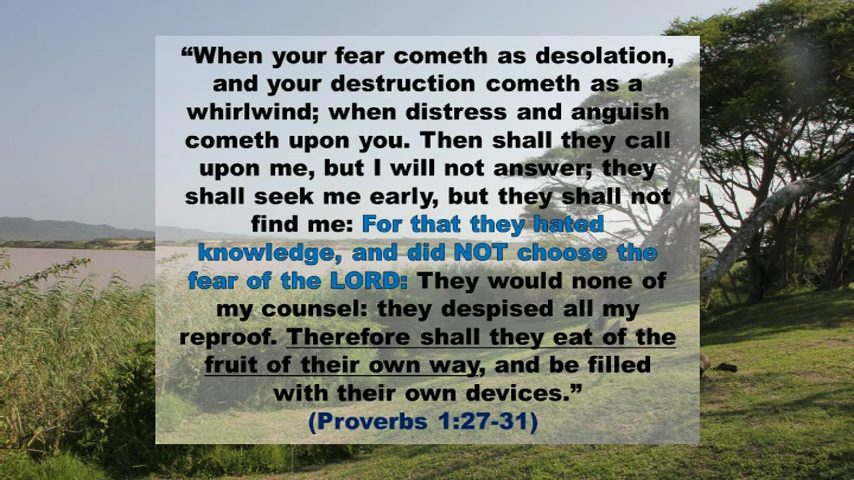 “When your fear cometh as desolation,
and your destruction cometh as a
whirlwind; when distress and anguish
cometh upon you. Then shall they call
upon me, but I will not answer; they
shall seek me early, but they shall not
find me: For that they hated
knowledge, and did NOT choose the
fear of the LORD: They would none of
my counsel: they despised all my
reproof. Therefore shall they eat of the
fruit of their own way, and be filled
with their own devices.”
(Proverbs 1:27-31)